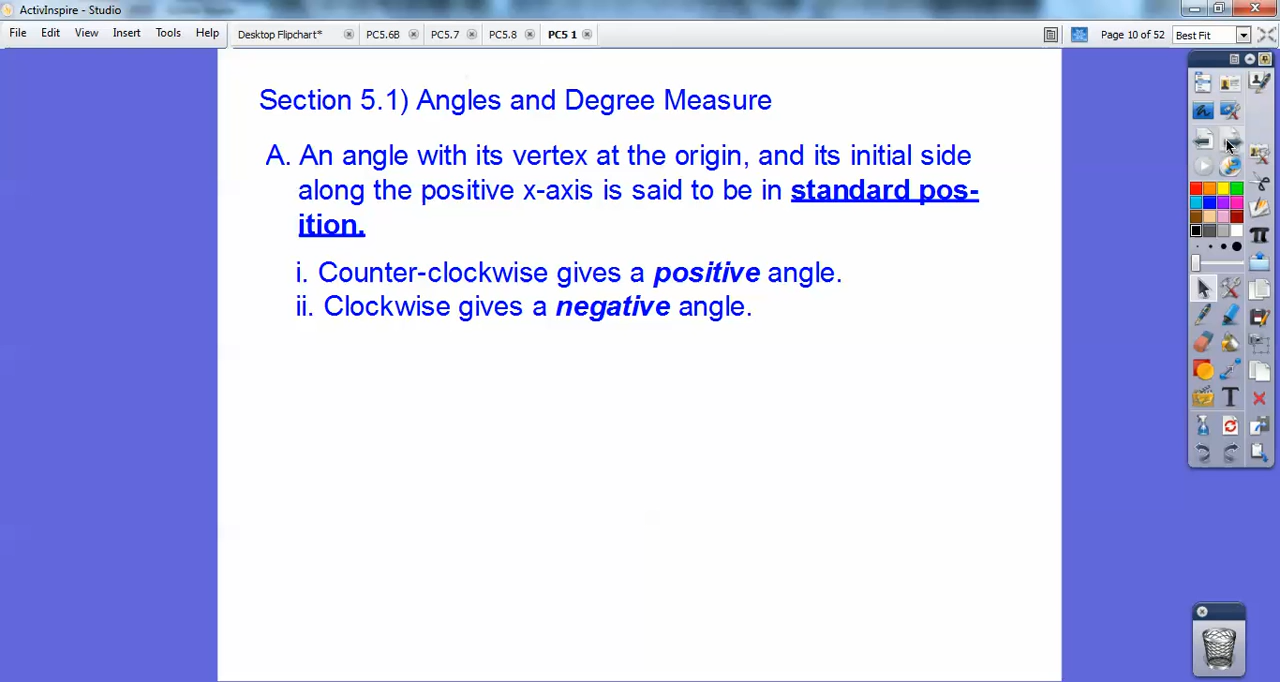 ActivInspire - Studio
File Edit View Insert Tools Help Desktop Flipchart* PC5.6B PC5.7 PC5.8 PC5 1 Page 10 of 52 Best Fit
Section 5.1) Angles and Degree Measure
A. An angle with its vertex at the origin, and its initial side
along the positive x-axis is said to be in standard pos-
ition.
i. Counter-clockwise gives a positive angle.
ii. Clockwise gives a negative angle.